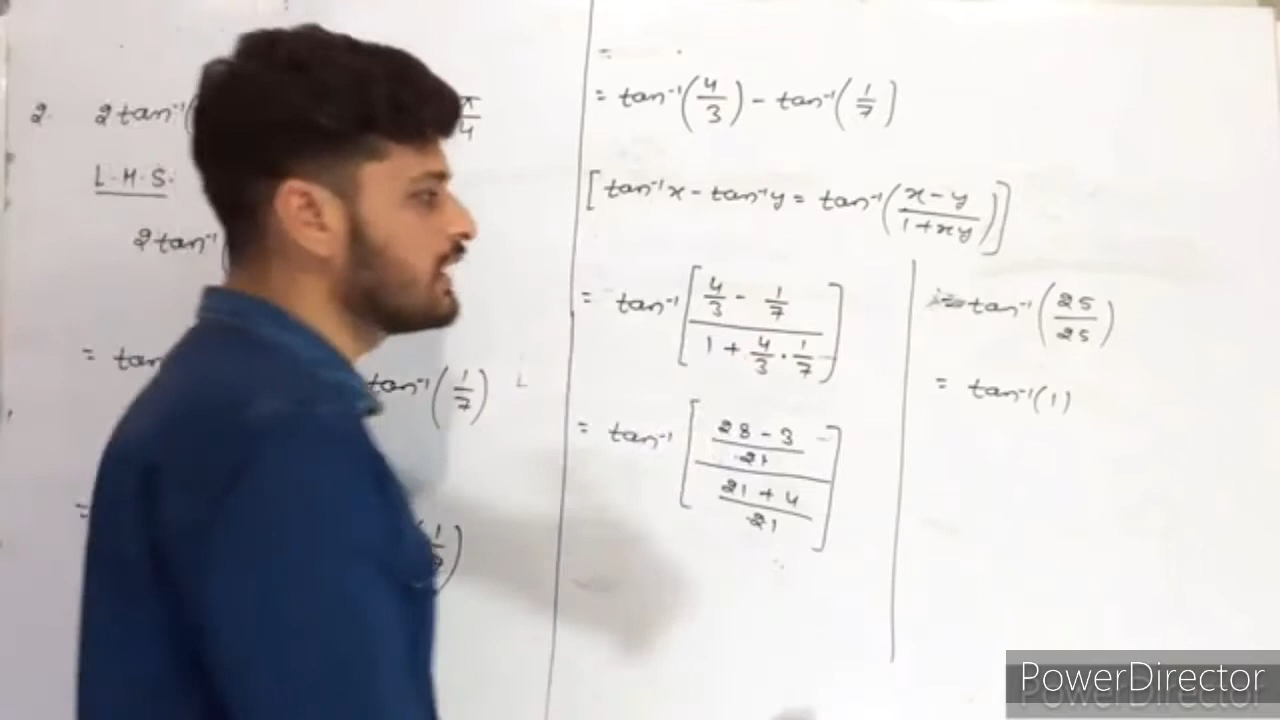 2. 2tan⁻¹( π/4
L.H.S.
2tan⁻¹
= tan tan⁻¹(1/7)
=
=
= tan⁻¹(4/3) - tan⁻¹(1/7)
[tan⁻¹x - tan⁻¹y = tan⁻¹((x-y)/(1+xy))]
= tan⁻¹[(4/3 - 1/7)/(1 + 4/3 · 1/7)]
= tan⁻¹[((28-3)/21)/((21+4)/21)]
= tan⁻¹(25/25)
= tan⁻¹(1)
PowerDirector